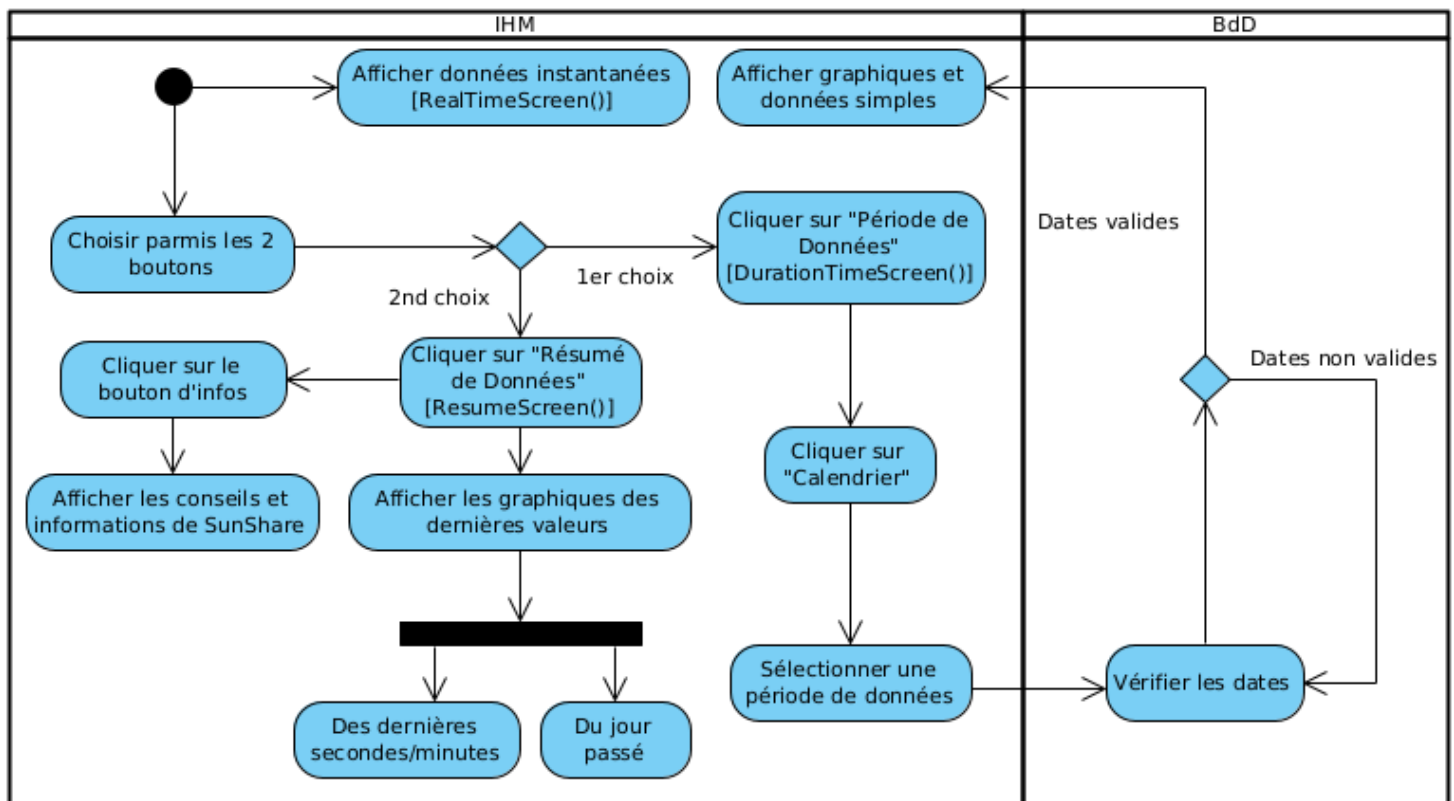 IHM
BdD
Afficher données instantanées
[RealTimeScreen()]
Afficher graphiques et
données simples
Choisir parmis les 2
boutons
Cliquer sur "Période de
Données"
[DurationTimeScreen()]
Dates valides
1er choix
2nd choix
Cliquer sur le
bouton d'infos
Cliquer sur "Résumé
de Données"
[ResumeScreen()]
Dates non valides
Cliquer sur
"Calendrier"
Afficher les conseils et
informations de SunShare
Afficher les graphiques des
dernières valeurs
Sélectionner une
période de données
Vérifier les dates
Des dernières
secondes/minutes
Du jour
passé